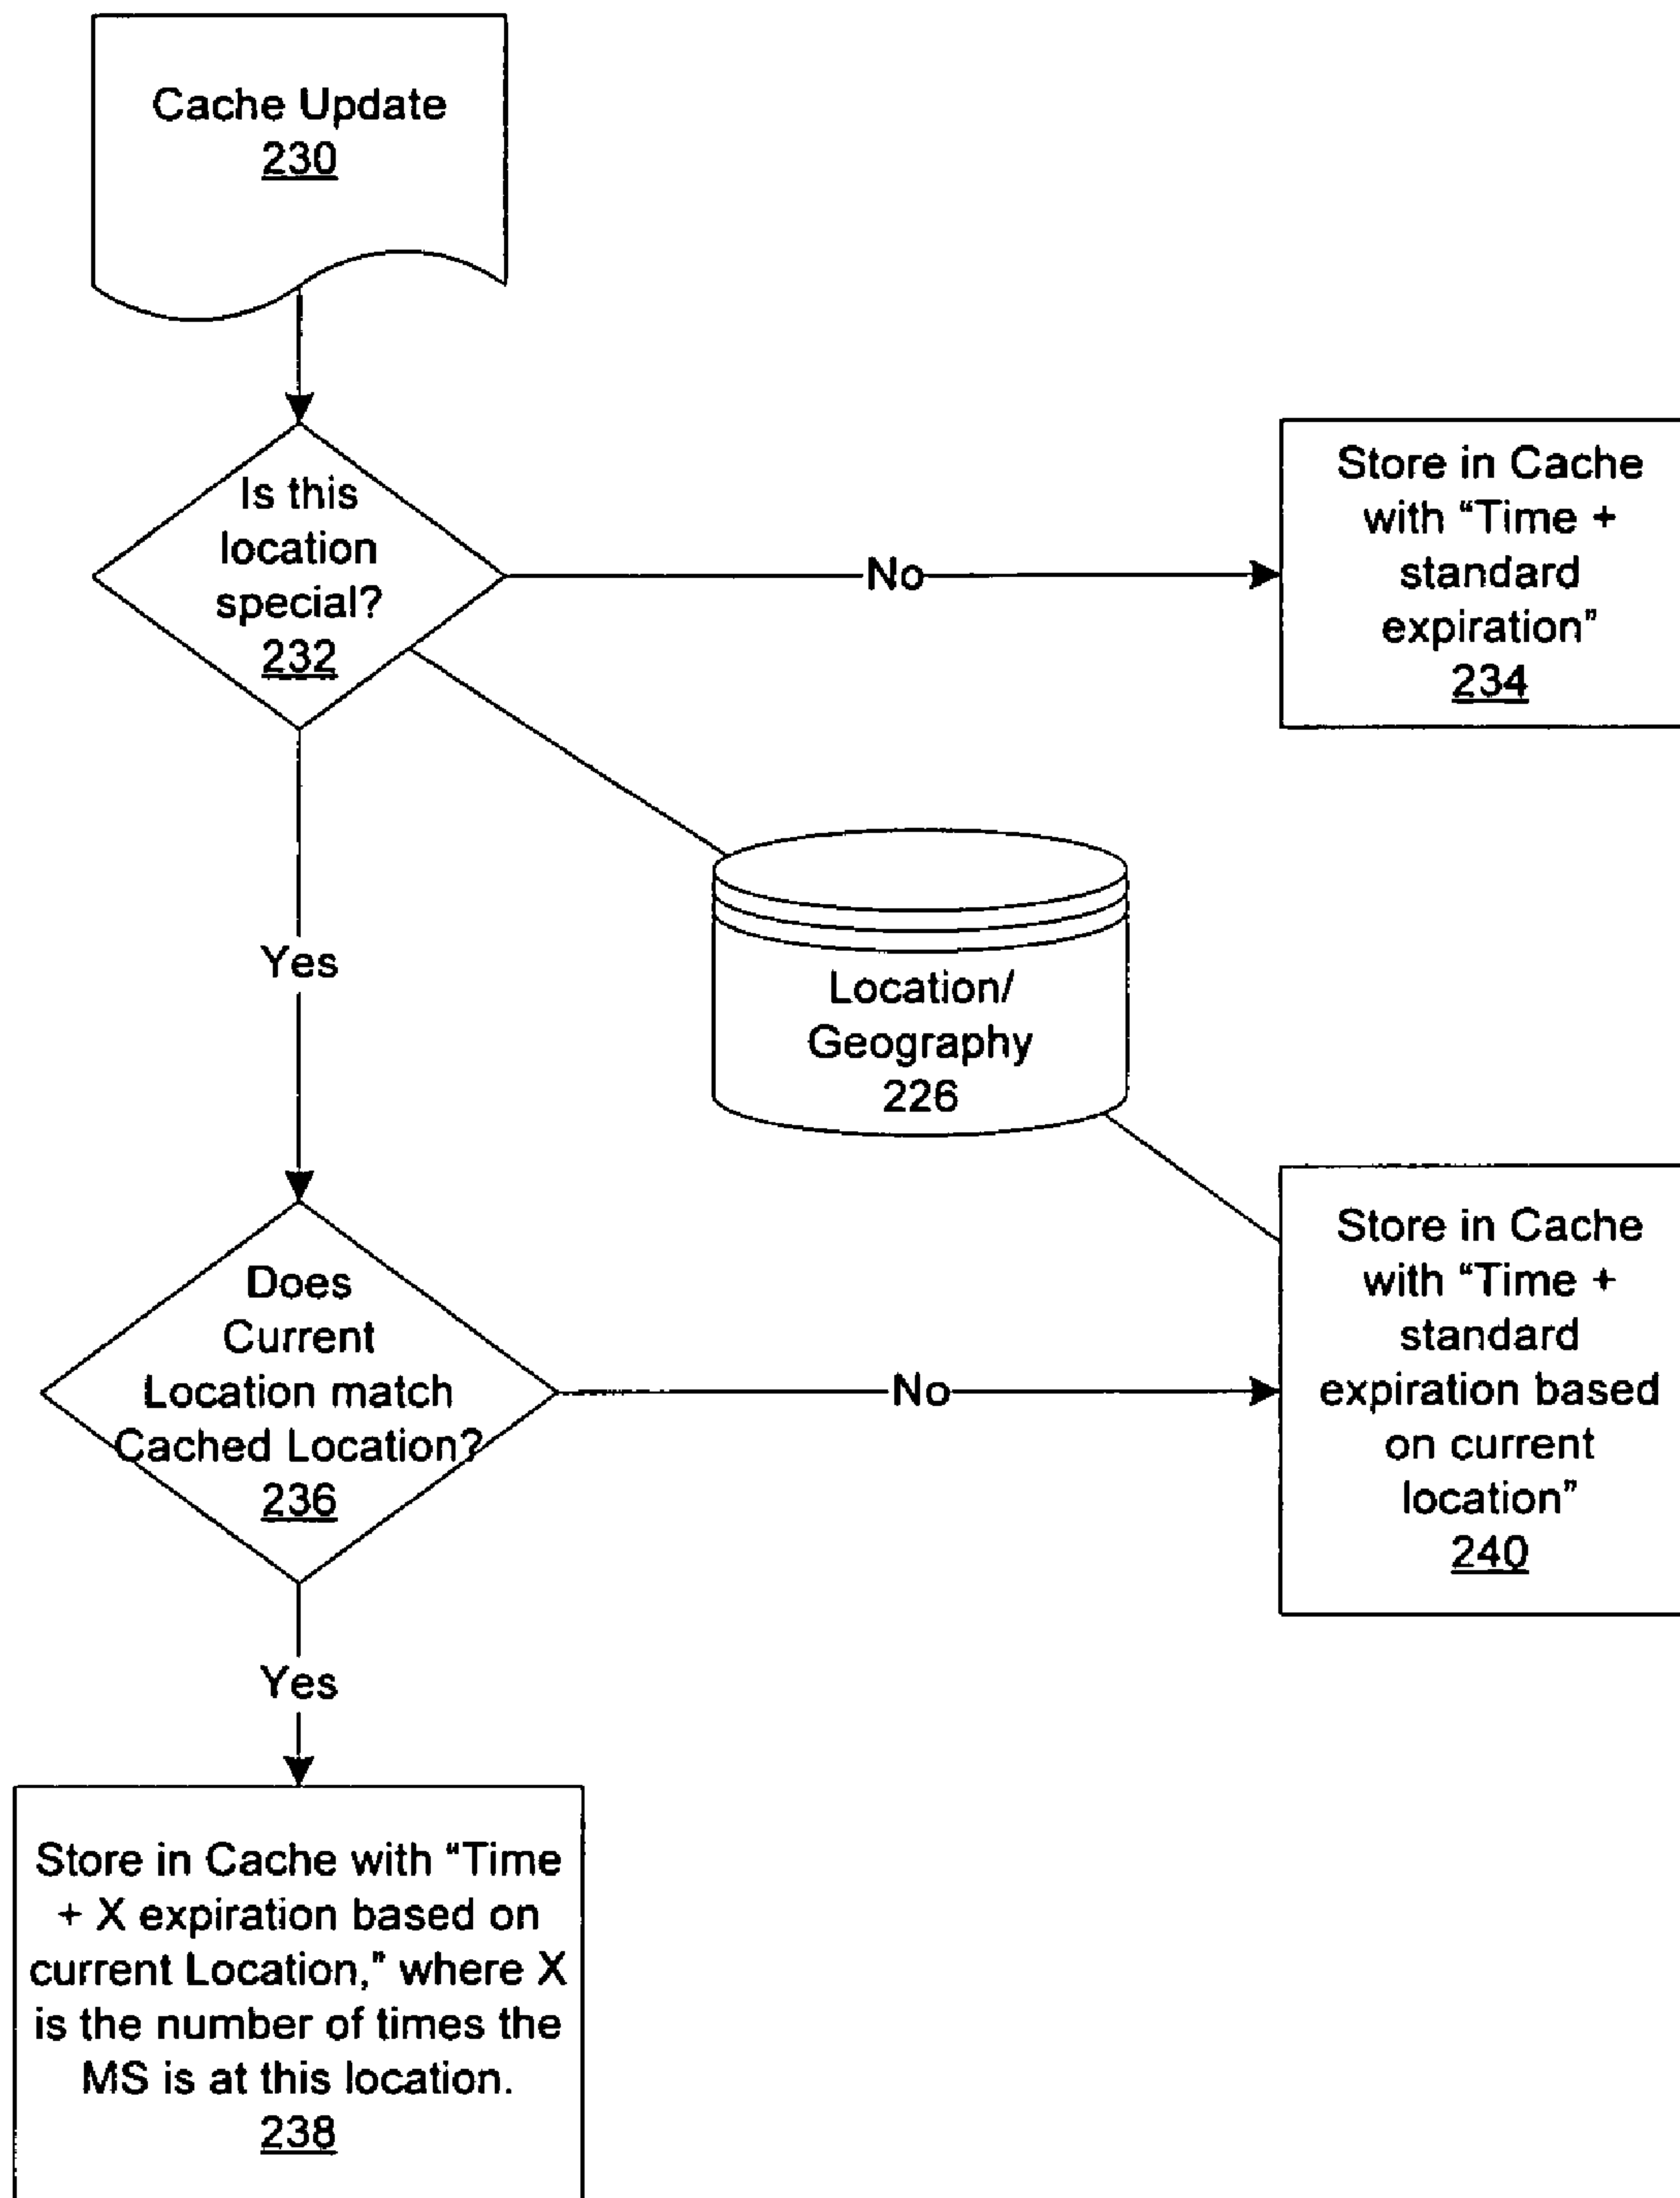 Cache Update
230
Is this
location
special?
232
No
Store in Cache
with “Time +
standard
expiration”
234
Yes
Location/
Geography
226
Does
Current
Location match
Cached Location?
236
No
Store in Cache
with “Time +
standard
expiration based
on current
location”
240
Yes
Store in Cache with “Time
+ X expiration based on
current Location,” where X
is the number of times the
MS is at this location.
238